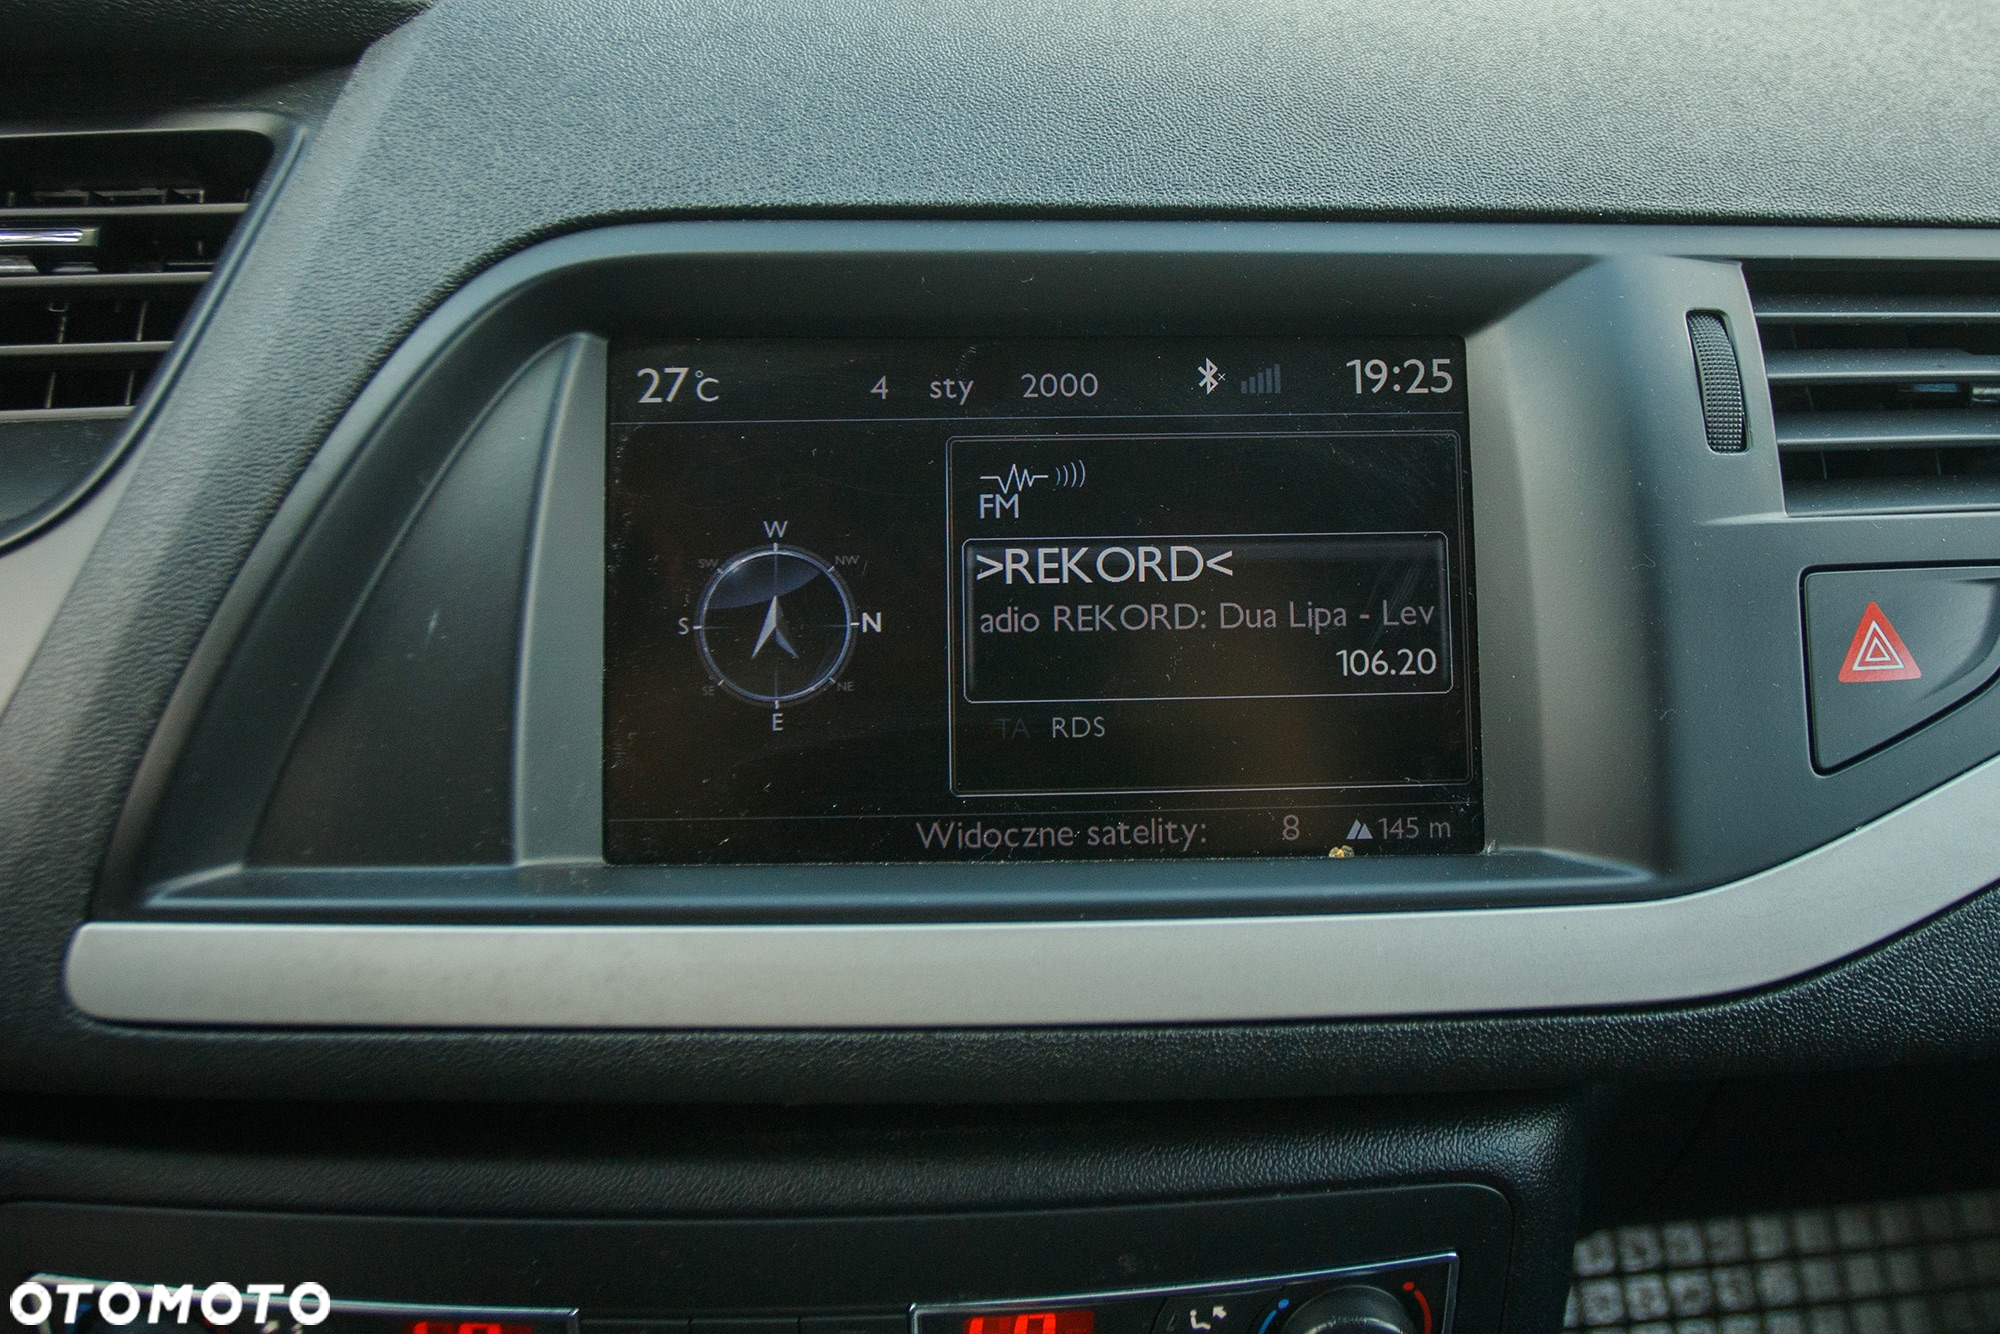 27°C 4 sty 2000 19:25
FM
>REKORD<
adio REKORD: Dua Lipa - Lev
106.20
TA RDS
W
SW NW
S N
SE NE
E
Widoczne satelity: 8 145 m
OTOMOTO